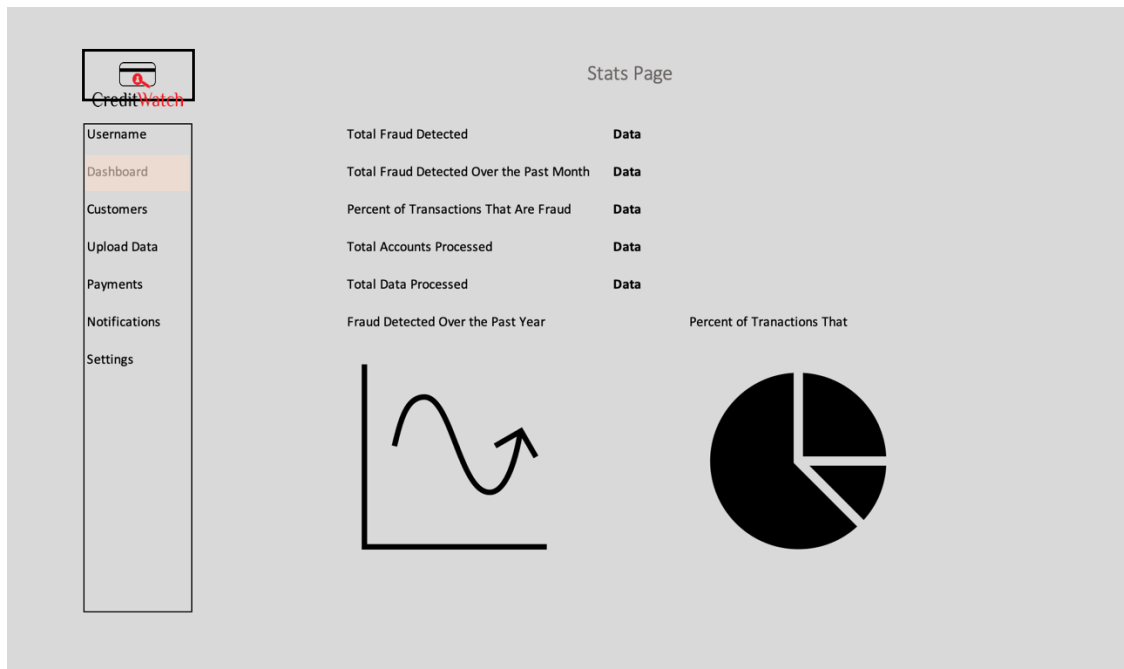 CreditWatch
Stats Page
Username
Dashboard
Customers
Upload Data
Payments
Notifications
Settings
Total Fraud Detected Data
Total Fraud Detected Over the Past Month Data
Percent of Transactions That Are Fraud Data
Total Accounts Processed Data
Total Data Processed Data
Fraud Detected Over the Past Year
Percent of Tranactions That